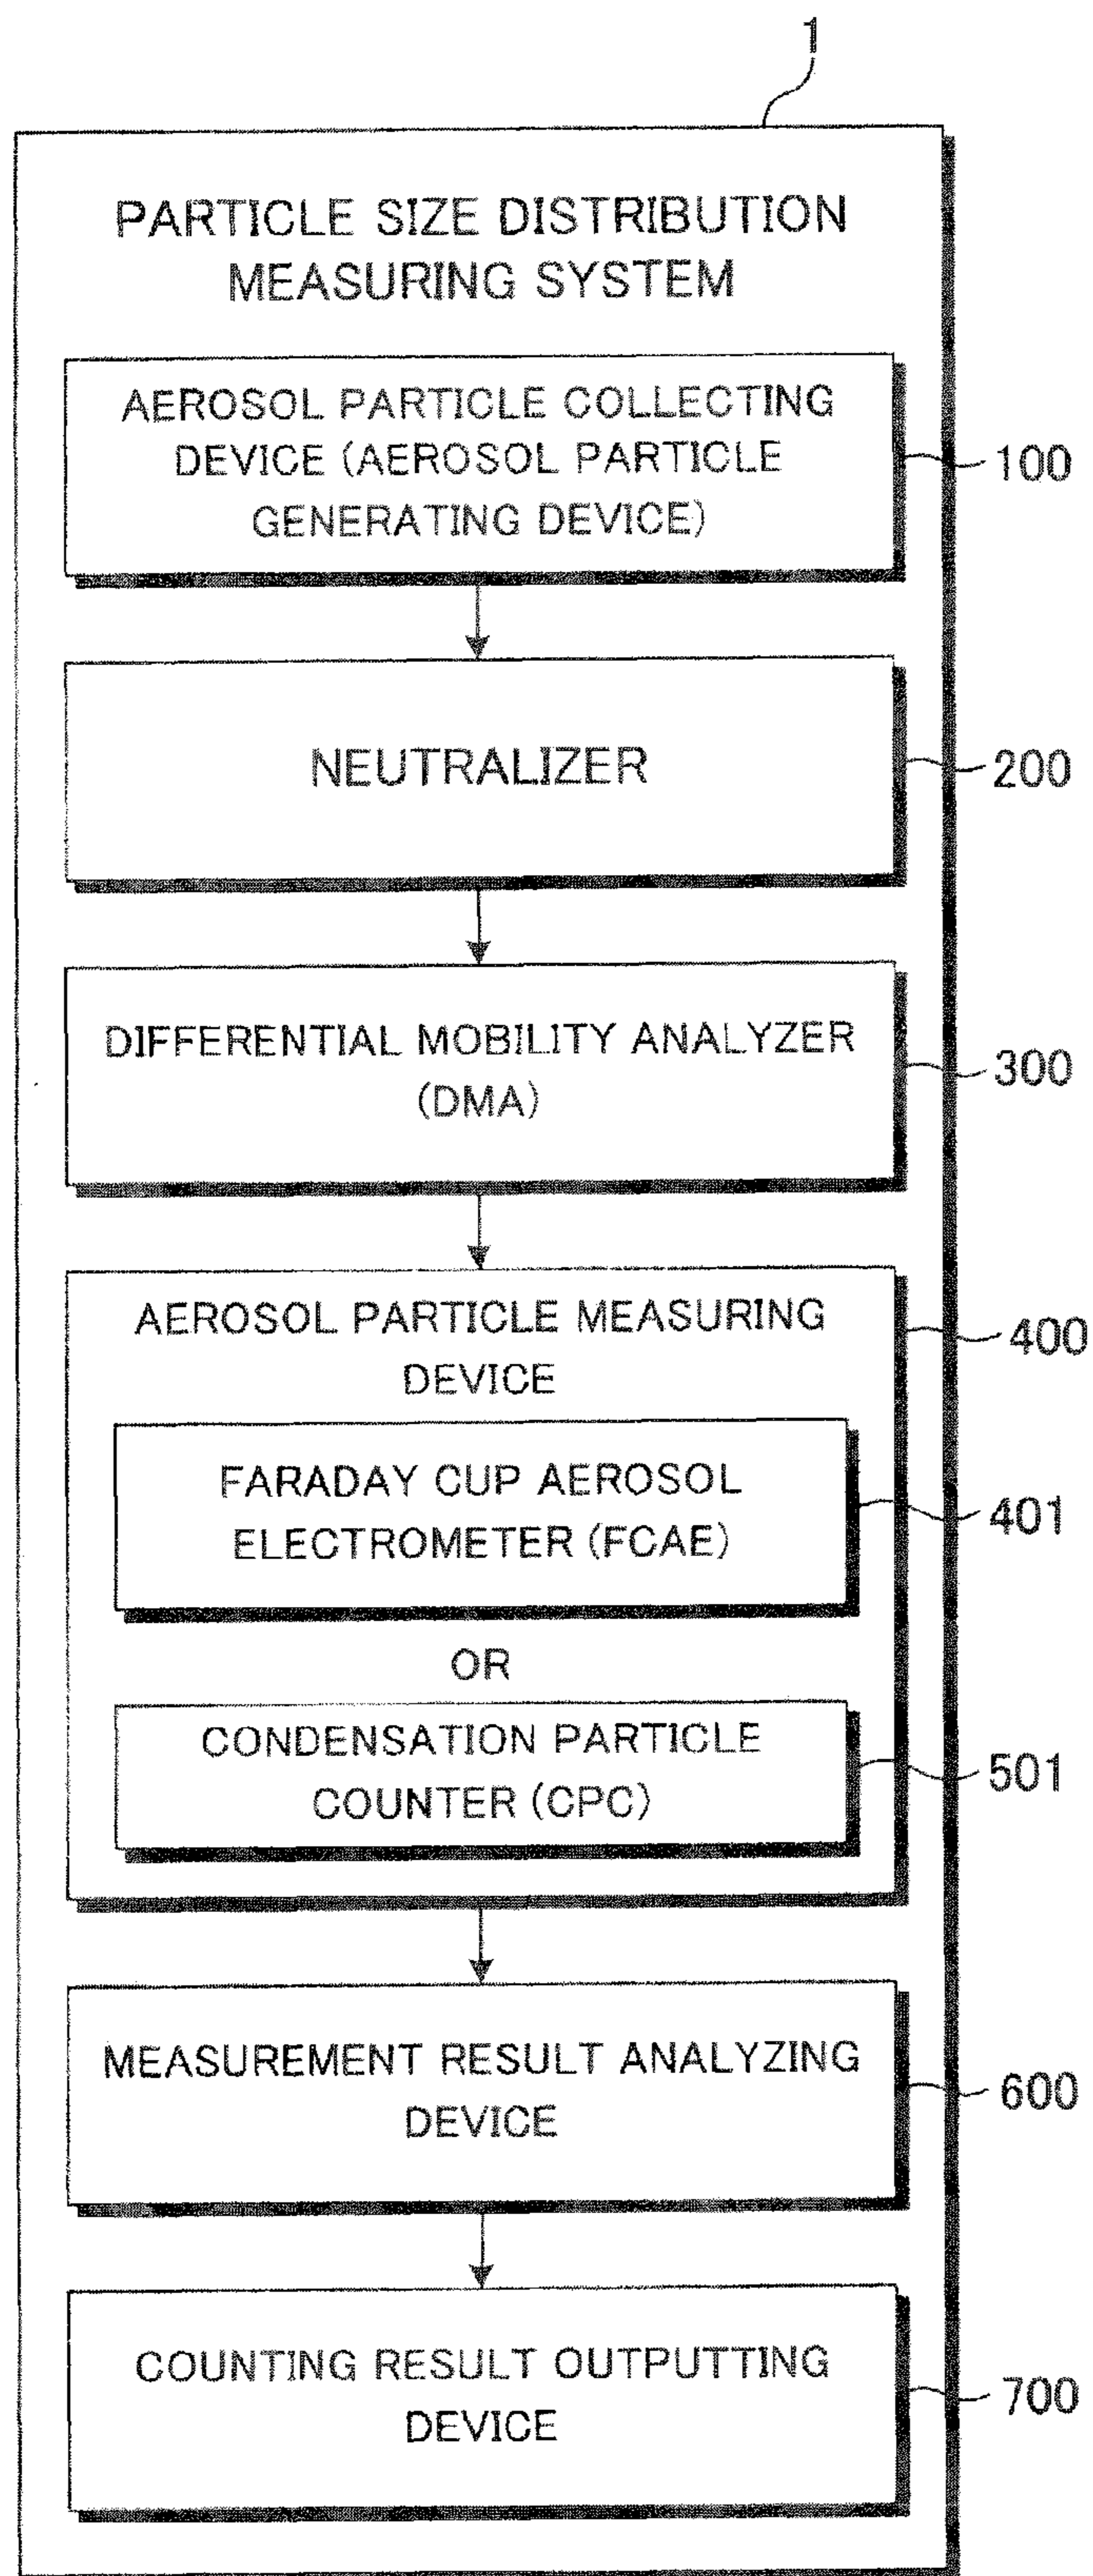 1
PARTICLE SIZE DISTRIBUTION
MEASURING SYSTEM
AEROSOL PARTICLE COLLECTING
DEVICE (AEROSOL PARTICLE
GENERATING DEVICE)
100
NEUTRALIZER
200
DIFFERENTIAL MOBILITY ANALYZER
(DMA)
300
AEROSOL PARTICLE MEASURING
DEVICE
400
FARADAY CUP AEROSOL
ELECTROMETER (FCAE)
401
OR
CONDENSATION PARTICLE
COUNTER (CPC)
501
MEASUREMENT RESULT ANALYZING
DEVICE
600
COUNTING RESULT OUTPUTTING
DEVICE
700